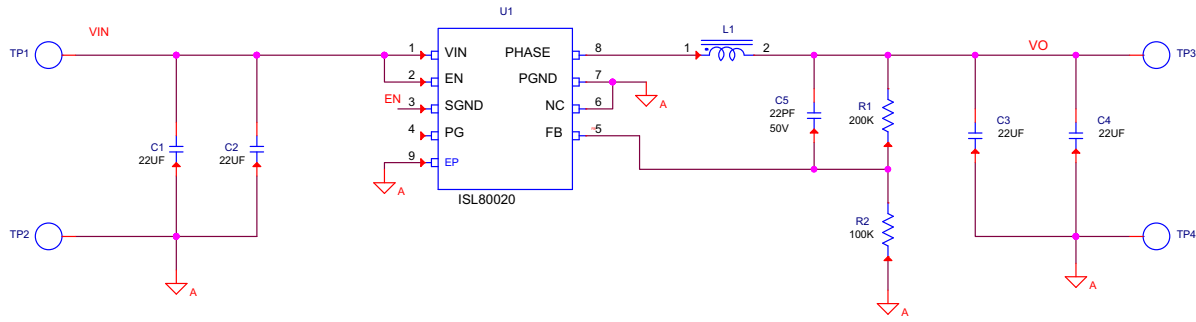 U1
VIN
L1
TP1
1 VIN
PHASE 8
1 2
VO
TP3
2 EN
PGND 7
A
EN 3 SGND
NC 6
C5
22PF
50V
R1
200K
4 PG
FB 5
C1
22UF
C2
22UF
C3
22UF
C4
22UF
9 EP
A
ISL80020
R2
100K
TP2
TP4
A
A
A